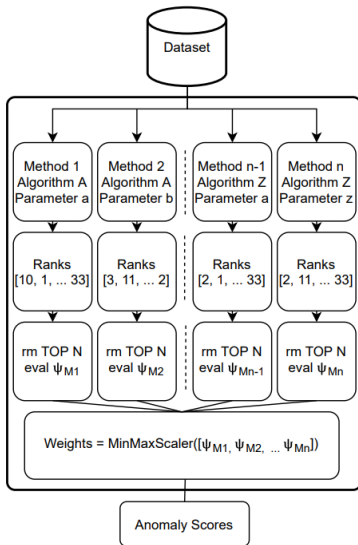 Dataset
Method 1
Algorithm A
Parameter a
Method 2
Algorithm A
Parameter b
Method n-1
Algorithm Z
Parameter a
Method n
Algorithm Z
Parameter z
Ranks
[10, 1, ... 33]
Ranks
[3, 11, ... 2]
Ranks
[2, 1, ... 33]
Ranks
[2, 11, ... 33]
rm TOP N
eval ψM1
rm TOP N
eval ψM2
rm TOP N
eval ψMn-1
rm TOP N
eval ψMn
Weights = MinMaxScaler([ψM1, ψM2, ... ψMn])
Anomaly Scores